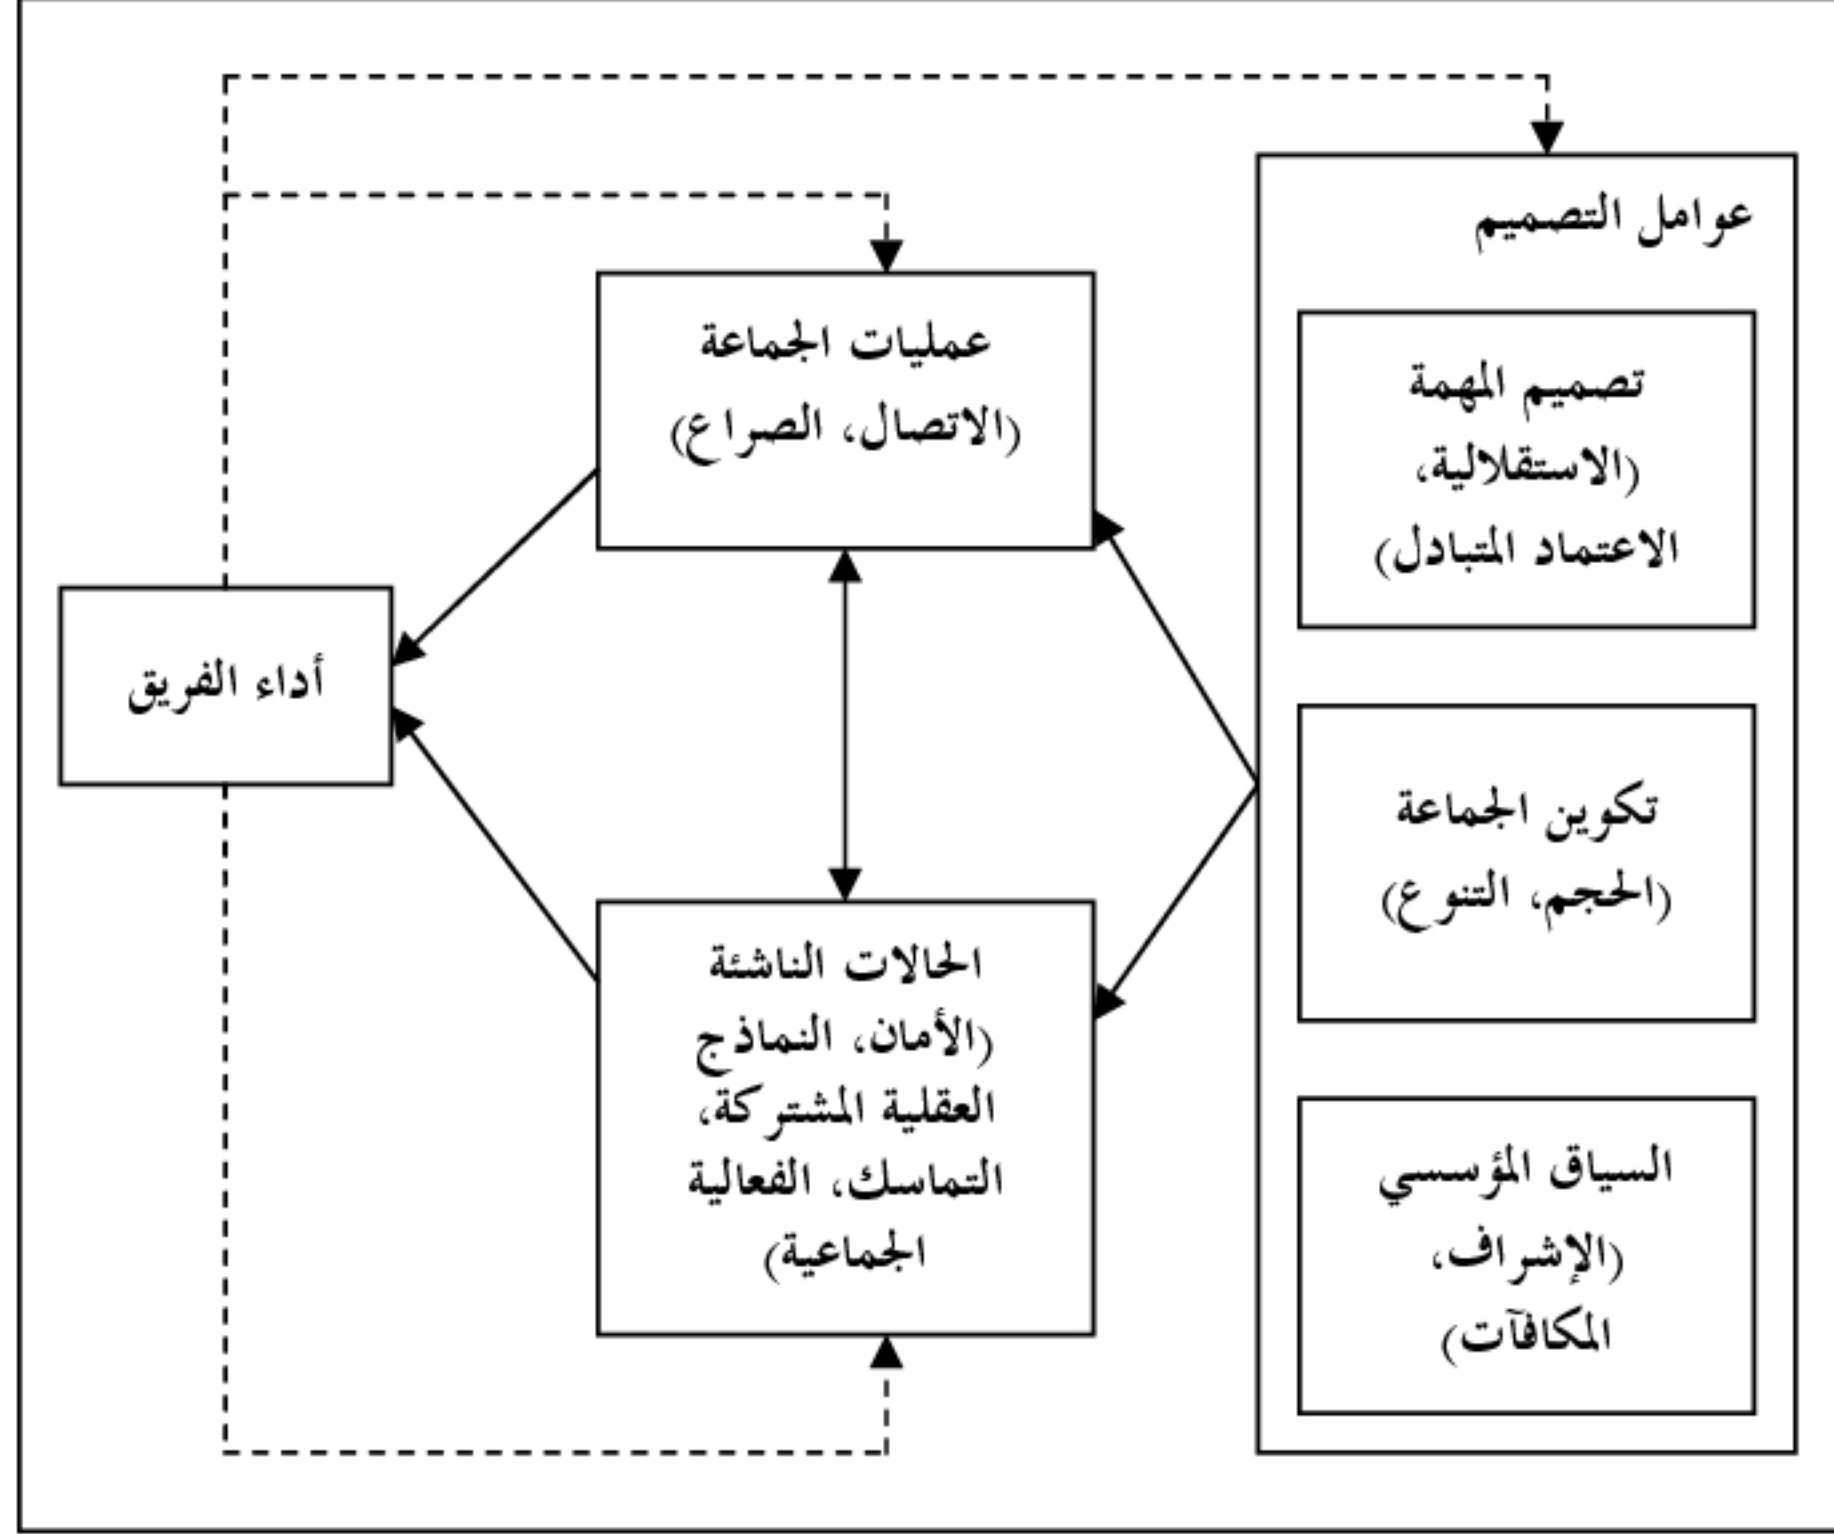 عوامل التصميم
تصميم المهمة
(الاستقلالية،
الاعتماد المتبادل)
تكوين الجماعة
(الحجم، التنوع)
السياق المؤسسي
(الإشراف،
المكافآت)
عمليات الجماعة
(الاتصال، الصراع)
الحالات الناشئة
(الأمان، النماذج
العقلية المشتركة،
التماسك، الفعالية
الجماعية)
أداء الفريق